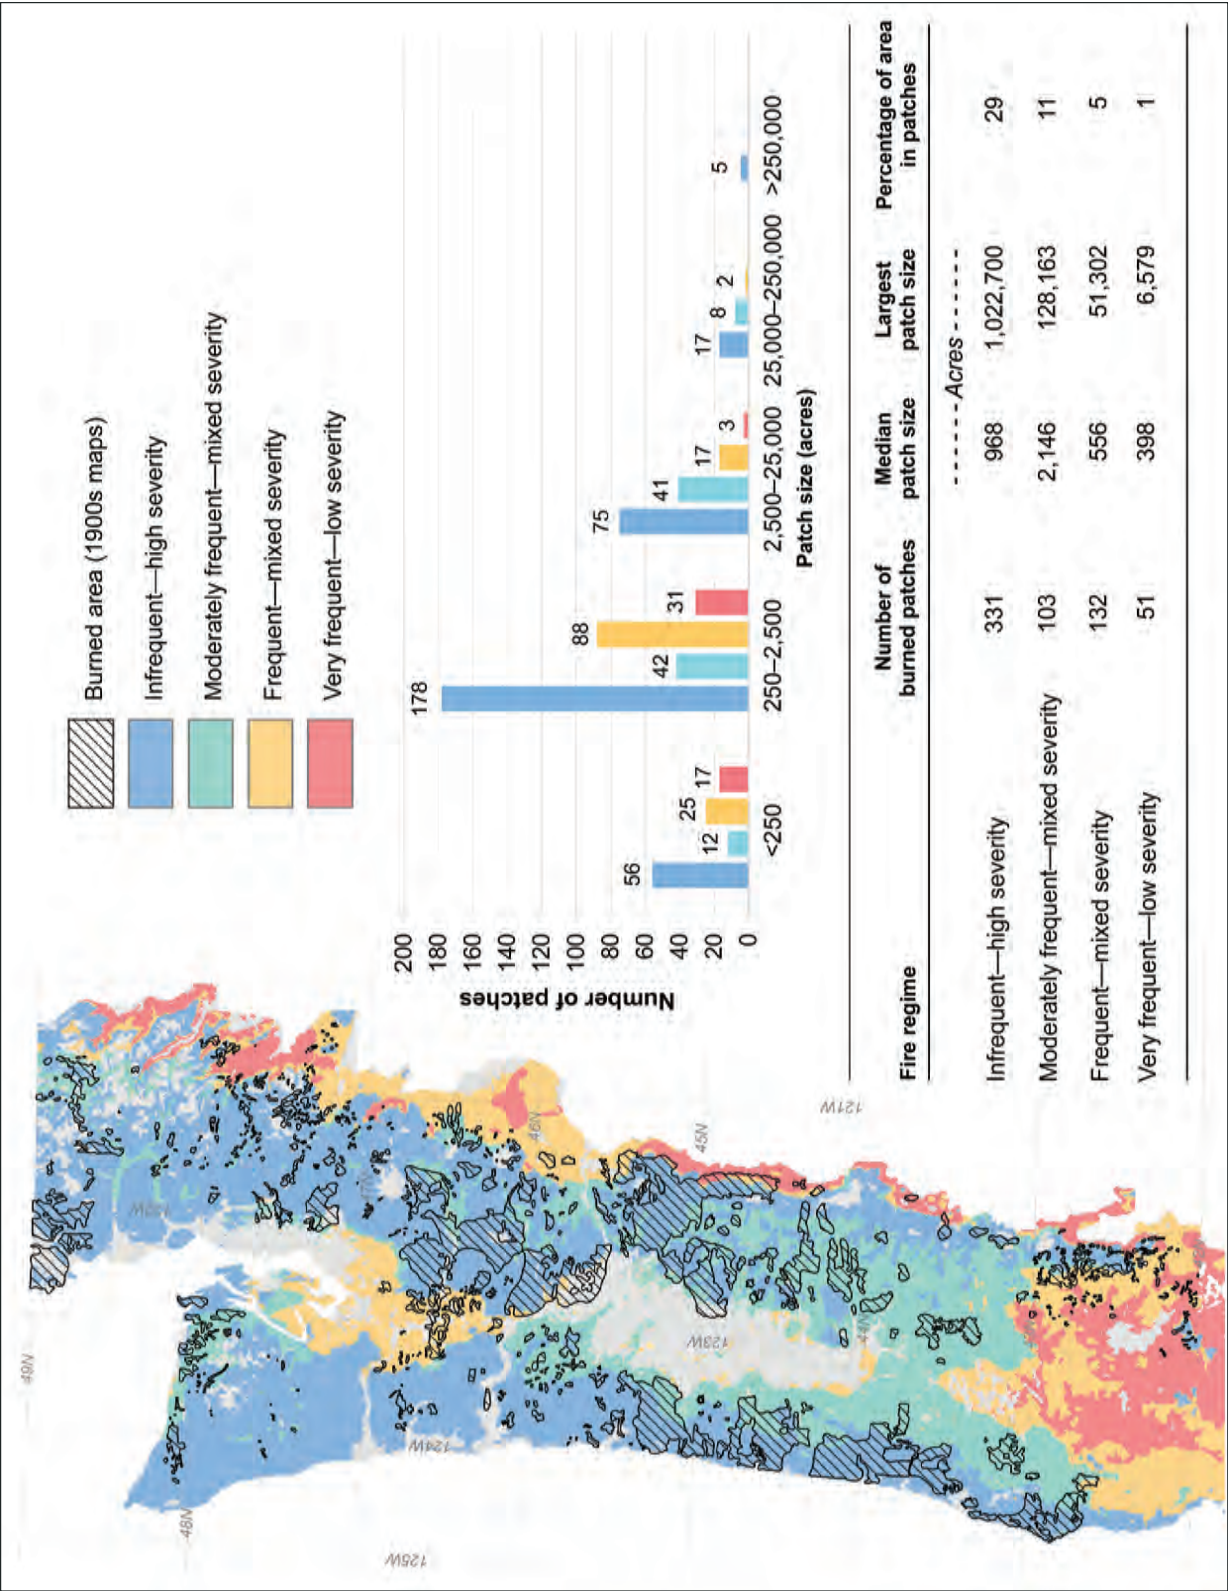 Burned area (1900s maps)
Infrequent—high severity
Moderately frequent—mixed severity
Frequent—mixed severity
Very frequent—low severity
49N
48N
47N
46N
45N
44N
125W
124W
123W
122W
121W
Number of patches
200
180
160
140
120
100
80
60
40
20
0
56 12 25 17
178 42 88 31
75 41 17 3
17 8 2
5
<250 250–2,500 2,500–25,000 25,000–250,000 >250,000
Patch size (acres)
Fire regime Number of burned patches Median patch size Largest patch size Percentage of area in patches
- - - - - -Acres - - - - - -
Infrequent—high severity 331 968 1,022,700 29
Moderately frequent—mixed severity 103 2,146 128,163 11
Frequent—mixed severity 132 556 51,302 5
Very frequent—low severity 51 398 6,579 1